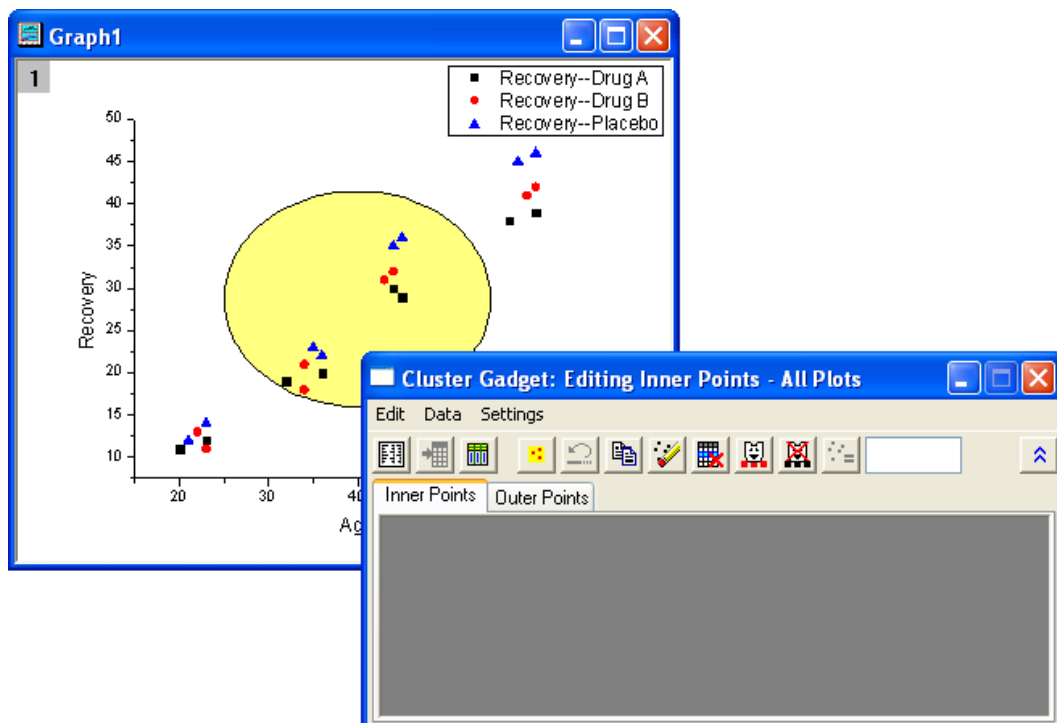 Graph1
1
Recovery--Drug A
Recovery--Drug B
Recovery--Placebo
50
45
40
35
30
25
20
15
10
Recovery
20
30
40
Cluster Gadget: Editing Inner Points - All Plots
Edit Data Settings
Inner Points Outer Points